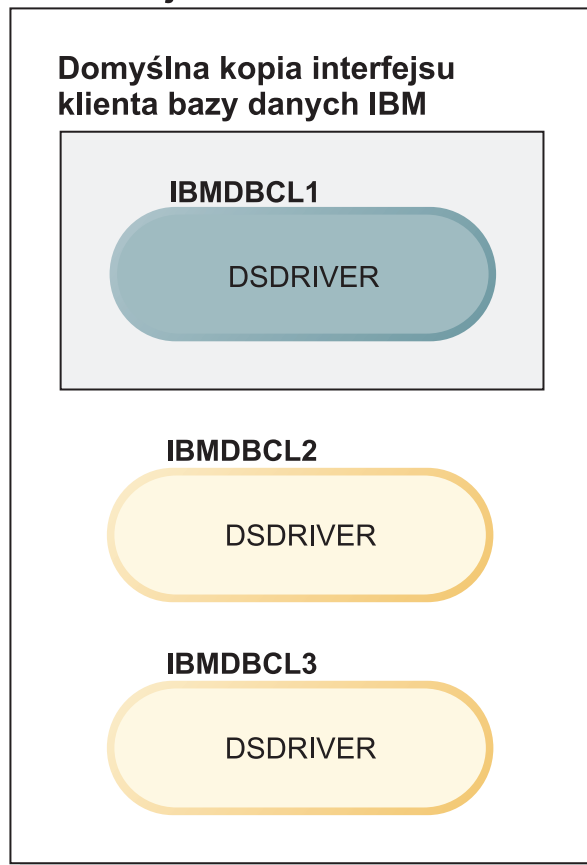 Domyślna kopia interfejsu
klienta bazy danych IBM
IBMDBCL1
DSDRIVER
IBMDBCL2
DSDRIVER
IBMDBCL3
DSDRIVER